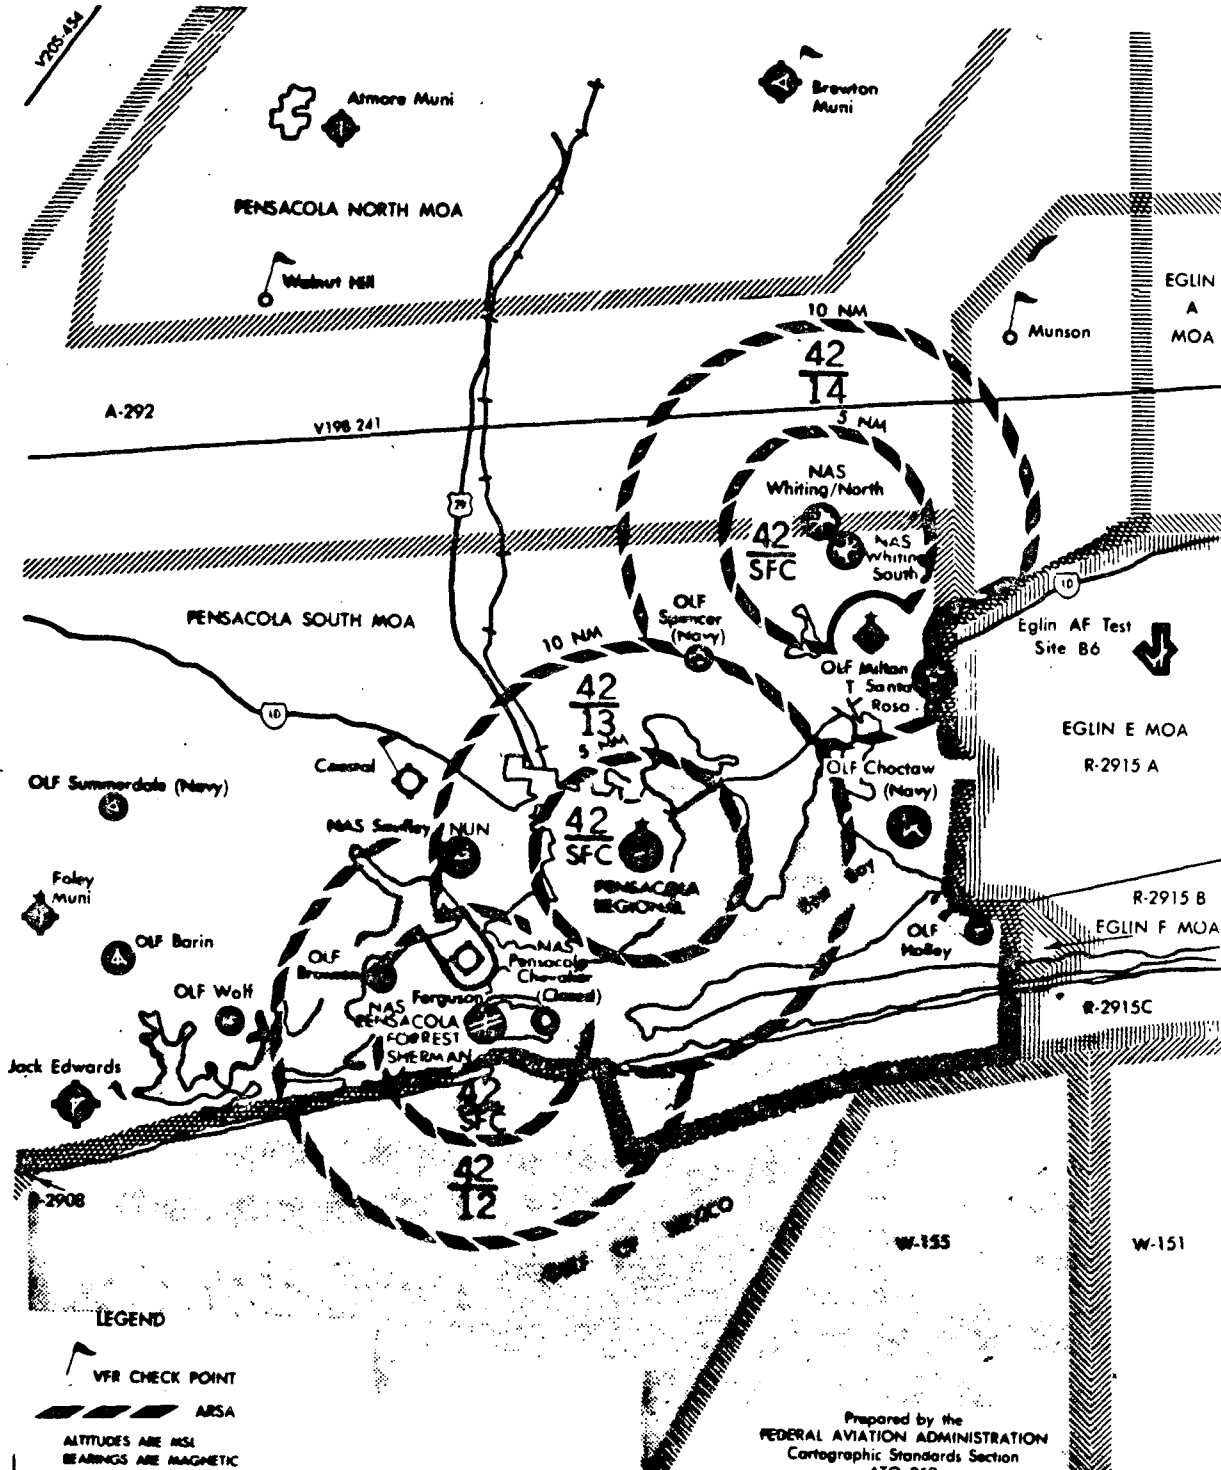 V205-454
Atmore Muni
Brewton
Muni
PENSACOLA NORTH MOA
Walnut Hill
EGLIN
A
MOA
Munson
10 NM
42
14
A-292
V198 241
5 NM
NAS
Whiting/North
29
42
SFC
NAS
Whiting
South
10
PENSACOLA SOUTH MOA
OLF
Spencer
(Navy)
10 NM
Eglin AF Test
Site B6
OLF Milton
T Santa
Rosa
42
13
5 NM
10
EGLIN E MOA
R-2915 A
Coastal
OLF Choctaw
(Navy)
OLF Summerdale (Navy)
NAS Saufley
NUN
42
SFC
PENSACOLA
REGIONAL
Foley
Muni
BAY
R-2915 B
EGLIN F MOA
OLF
Holley
OLF Barin
OLF
Bronson
NAS
Pensacola
Chevalier
(Closed)
OLF Wolf
Ferguson
NAS
PENSACOLA
FORREST
SHERMAN
R-2915C
Jack Edwards
42
SFC
42
12
R-2908
GULF OF MEXICO
W-155
W-151
LEGEND
VFR CHECK POINT
ARSA
ALTITUDES ARE MSL
BEARINGS ARE MAGNETIC
Prepared by the
FEDERAL AVIATION ADMINISTRATION
Cartographic Standards Section